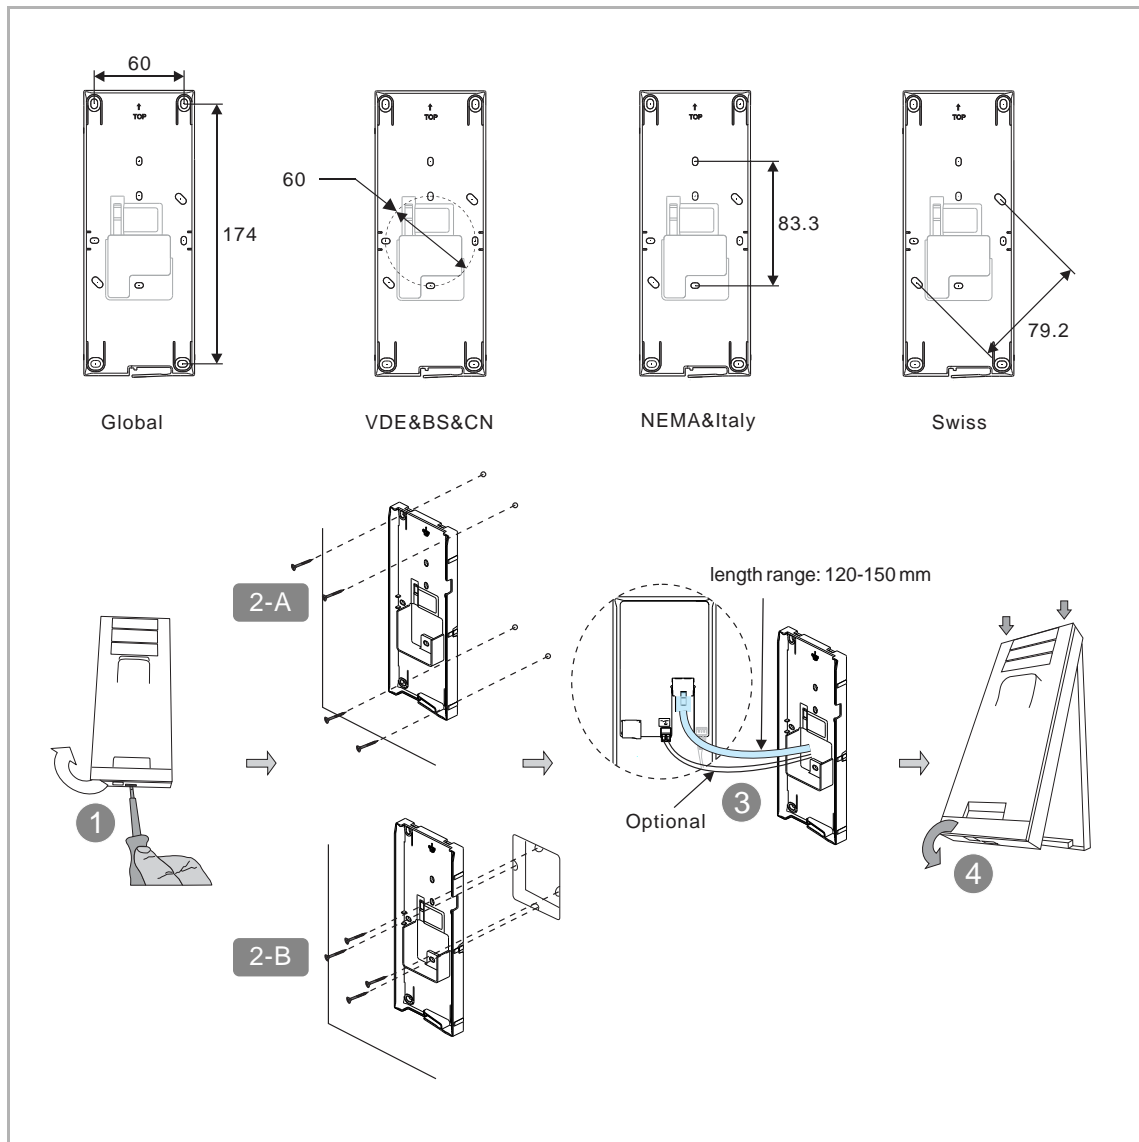 60
174
60
83.3
79.2
TOP
TOP
TOP
TOP
Global
VDE&BS&CN
NEMA&Italy
Swiss
2-A
length range: 120-150 mm
1
Optional
3
4
2-B